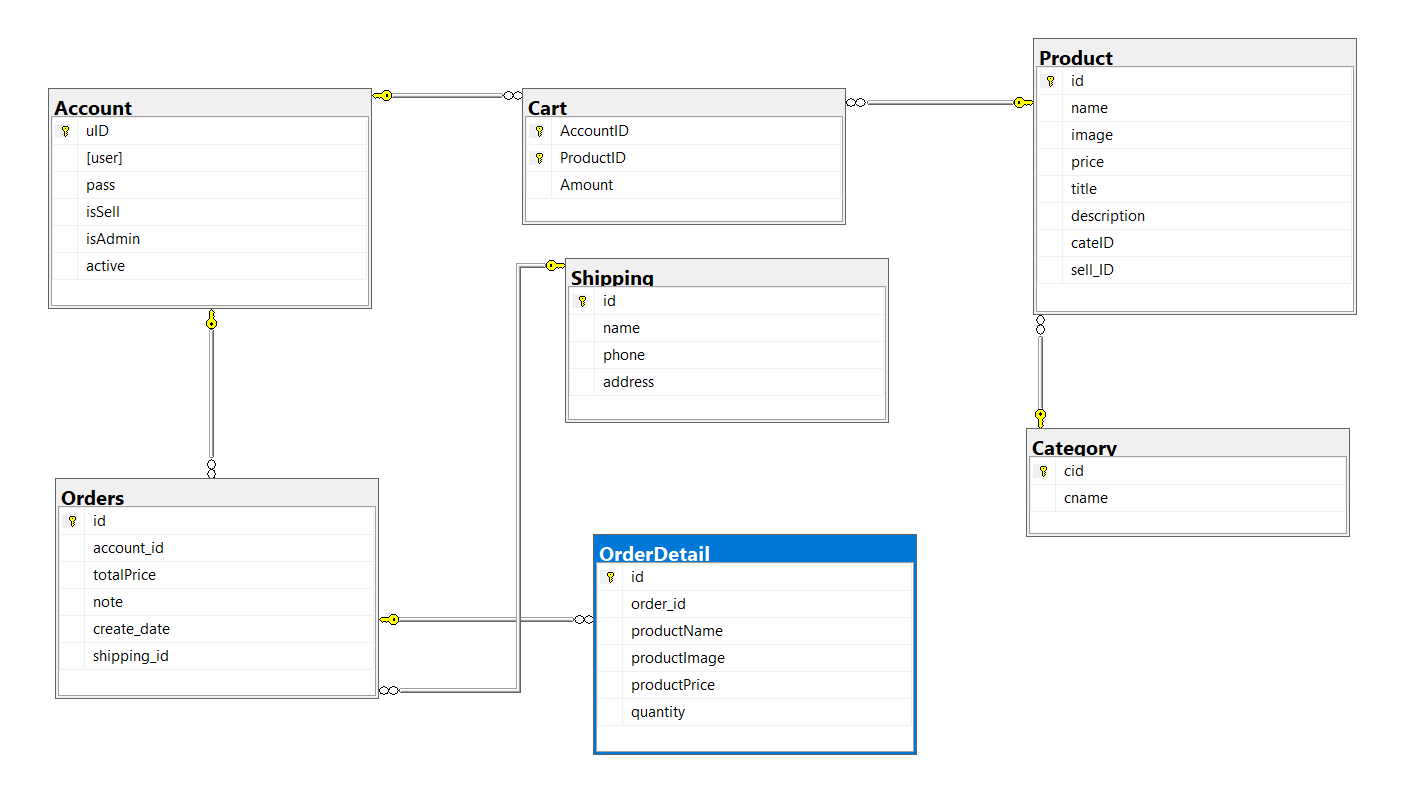 Account
uID
[user]
pass
isSell
isAdmin
active
Cart
AccountID
ProductID
Amount
Product
id
name
image
price
title
description
cateID
sell_ID
Shipping
id
name
phone
address
Category
cid
cname
Orders
id
account_id
totalPrice
note
create_date
shipping_id
OrderDetail
id
order_id
productName
productImage
productPrice
quantity